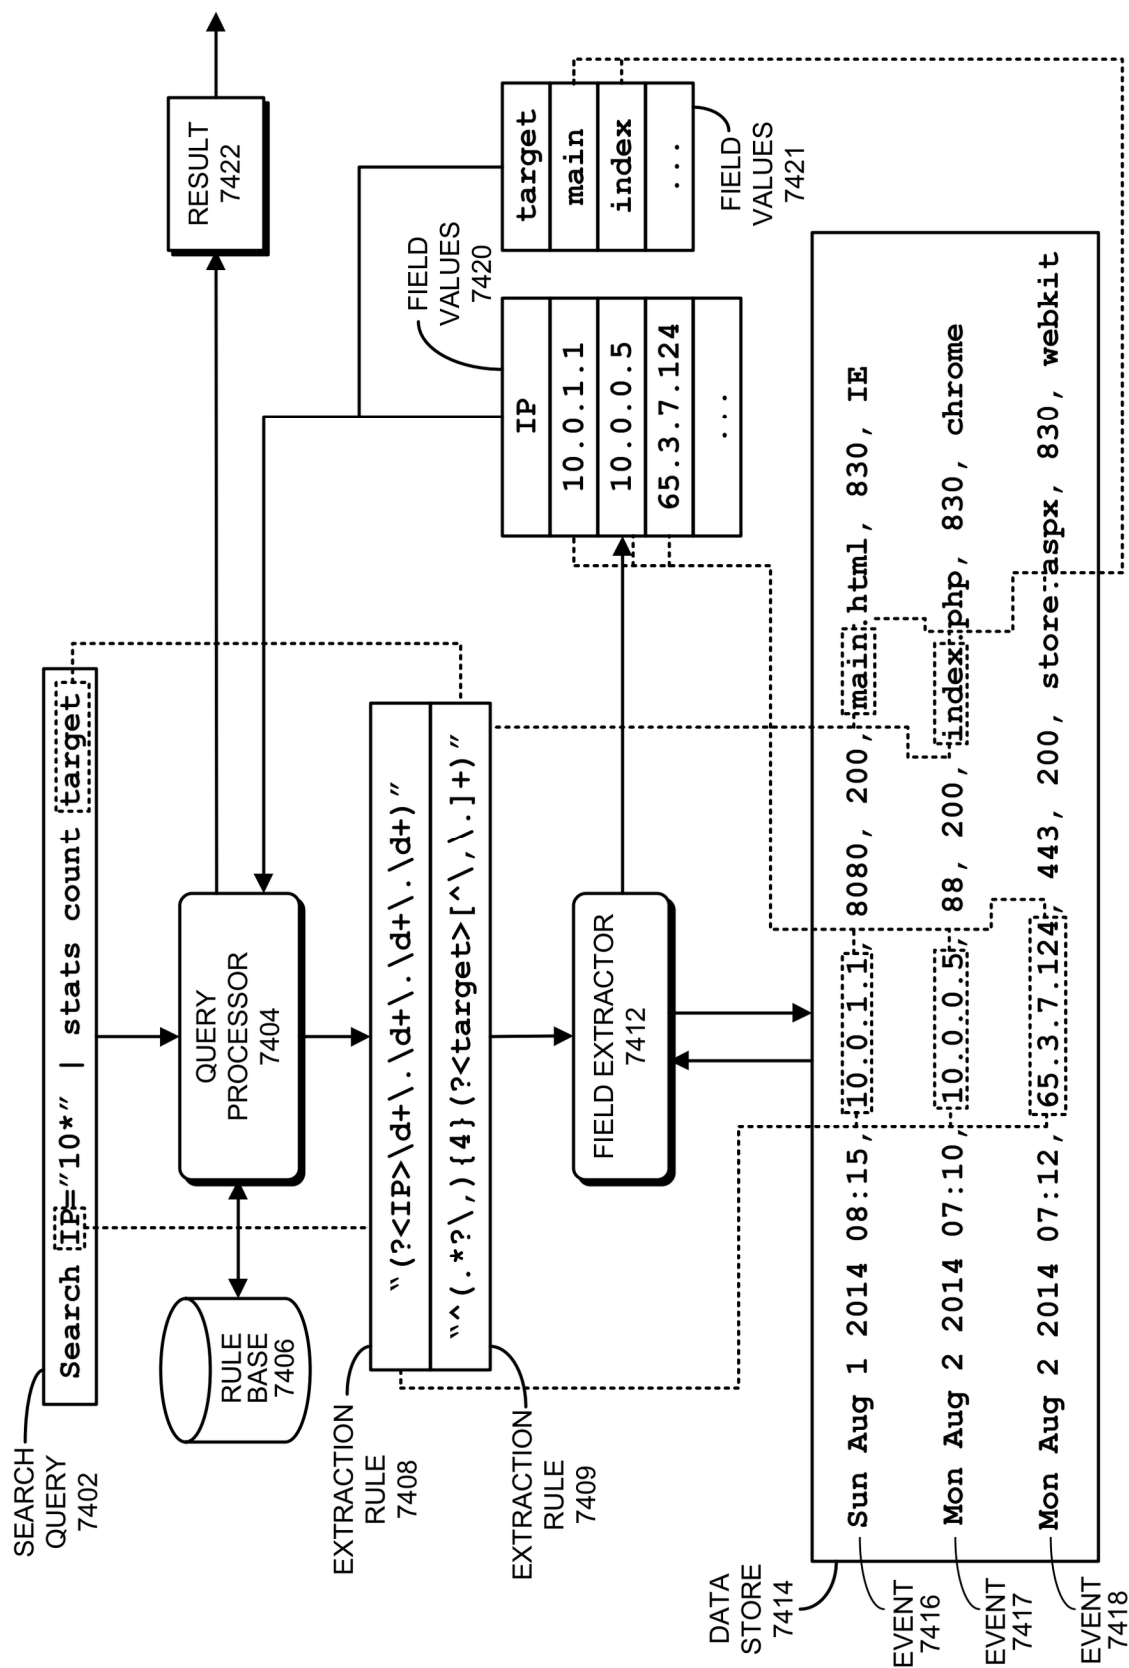 SEARCH
QUERY
7402
Search IP="10*" | stats count target
RULE
BASE
7406
QUERY
PROCESSOR
7404
RESULT
7422
EXTRACTION
RULE
7408
"(?<IP>\d+\.\d+\.\d+\.\d+)"
"^(.*?\,){4}(?<target>[^\,\.]+)"
EXTRACTION
RULE
7409
FIELD EXTRACTOR
7412
FIELD
VALUES
7420
IP
10.0.1.1
10.0.0.5
65.3.7.124
...
target
main
index
...
FIELD
VALUES
7421
DATA
STORE
7414
Sun Aug 1 2014 08:15, 10.0.1.1, 8080, 200, main.html, 830, IE
EVENT
7416
Mon Aug 2 2014 07:10, 10.0.0.5, 88, 200, index.php, 830, chrome
EVENT
7417
Mon Aug 2 2014 07:12, 65.3.7.124, 443, 200, store.aspx, 830, webkit
EVENT
7418